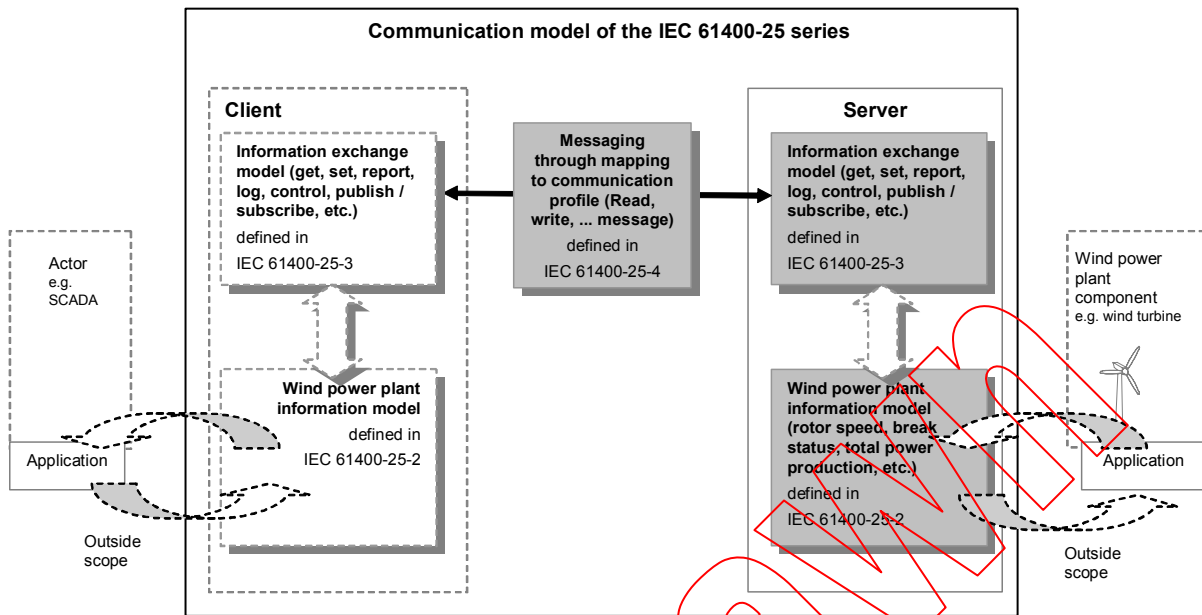 Communication model of the IEC 61400-25 series
Client
Information exchange
model (get, set, report,
log, control, publish /
subscribe, etc.)
defined in
IEC 61400-25-3
Messaging
through mapping
to communication
profile (Read,
write, ... message)
defined in
IEC 61400-25-4
Server
Information exchange
model (get, set, report,
log, control, publish /
subscribe, etc.)
defined in
IEC 61400-25-3
Actor
e.g.
SCADA
Application
Outside
scope
Wind power plant
information model
defined in
IEC 61400-25-2
Wind power plant
information model
(rotor speed, break
status, total power
production, etc.)
defined in
IEC 61400-25-2
Wind power
plant
component
e.g. wind turbine
Application
Outside
scope